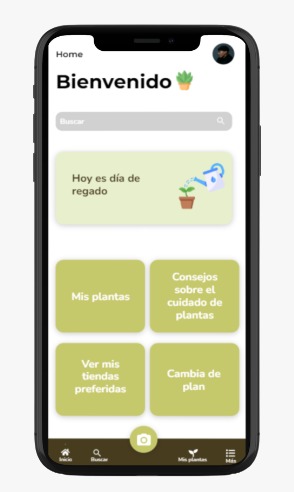 Home
Bienvenido
Buscar
Hoy es día de
regado
Mis plantas
Consejos
sobre el
cuidado de
plantas
Ver mis
tiendas
preferidas
Cambia de
plan
Inicio
Buscar
Mis plantas
Más